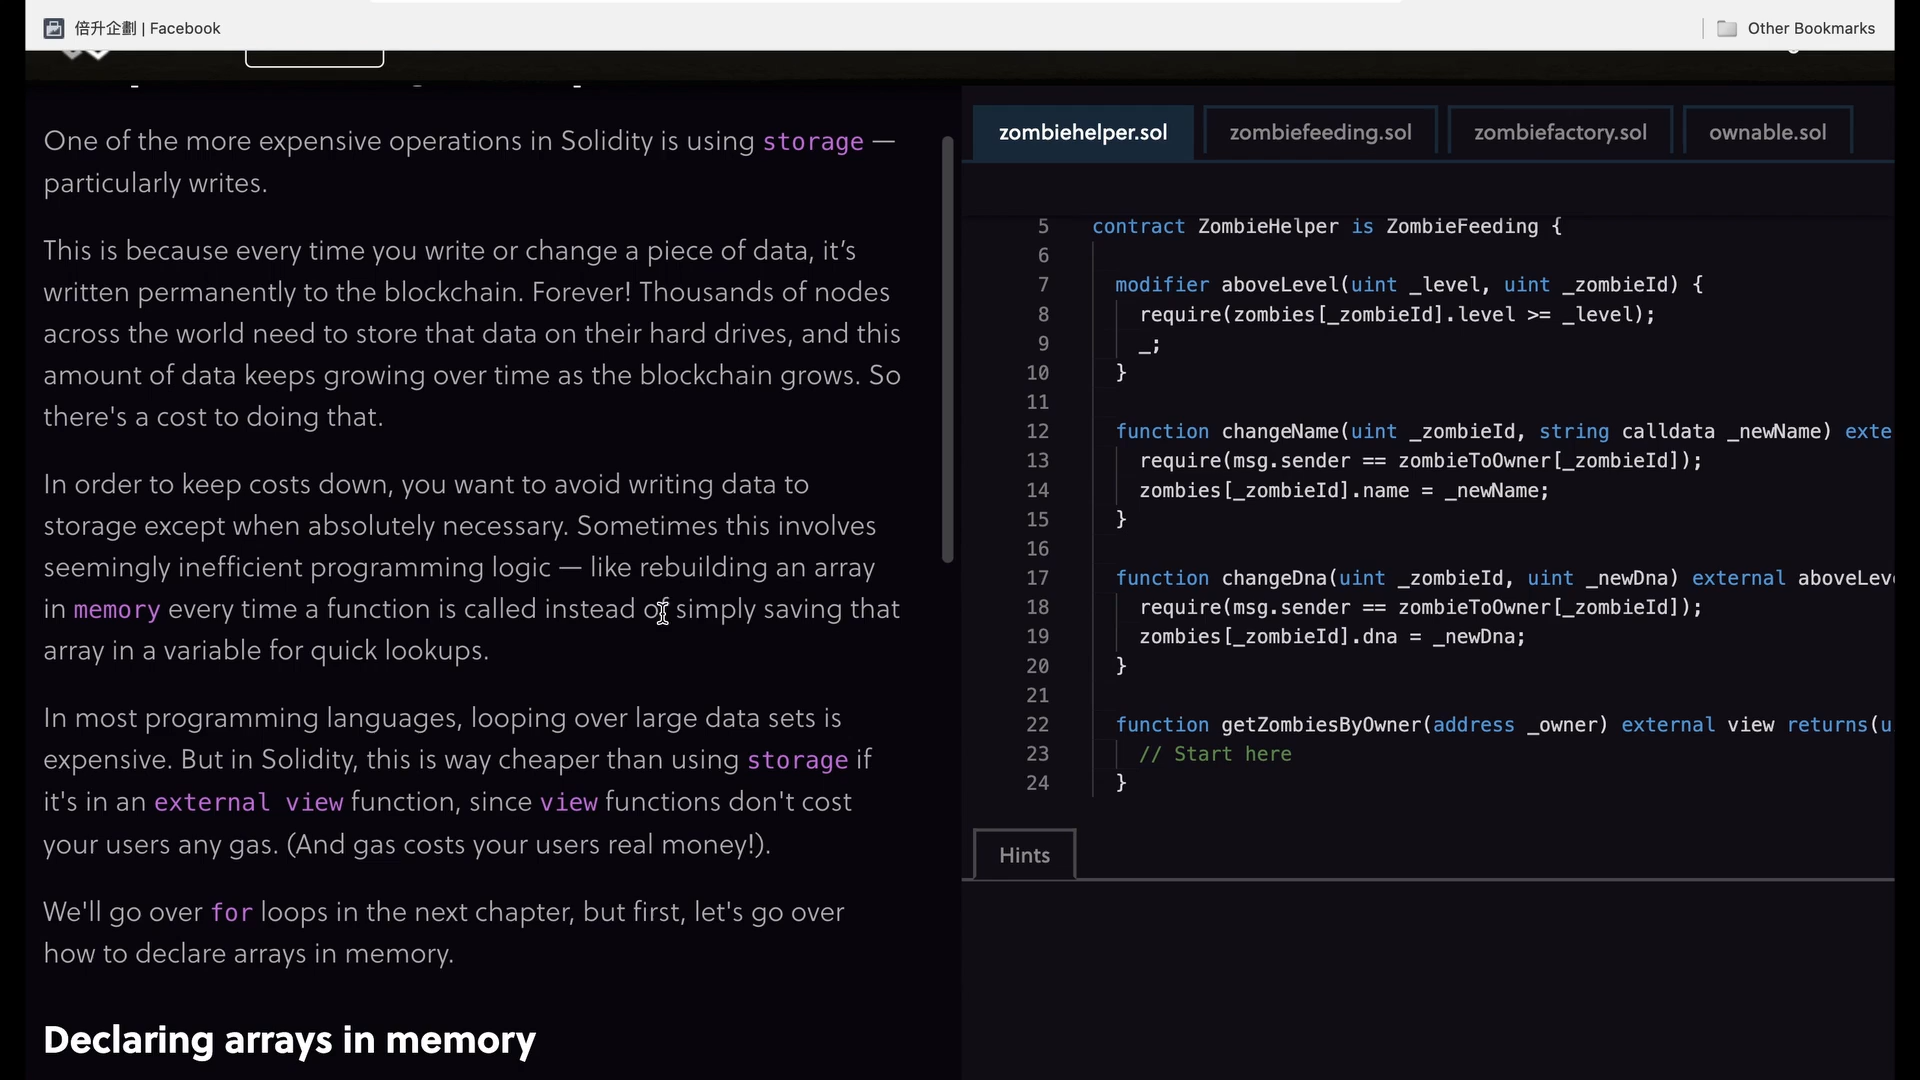 倍升企劃 | Facebook
Other Bookmarks
One of the more expensive operations in Solidity is using storage —
particularly writes.
This is because every time you write or change a piece of data, it’s
written permanently to the blockchain. Forever! Thousands of nodes
across the world need to store that data on their hard drives, and this
amount of data keeps growing over time as the blockchain grows. So
there's a cost to doing that.
In order to keep costs down, you want to avoid writing data to
storage except when absolutely necessary. Sometimes this involves
seemingly inefficient programming logic — like rebuilding an array
in memory every time a function is called instead of simply saving that
array in a variable for quick lookups.
In most programming languages, looping over large data sets is
expensive. But in Solidity, this is way cheaper than using storage if
it's in an external view function, since view functions don't cost
your users any gas. (And gas costs your users real money!).
We'll go over for loops in the next chapter, but first, let's go over
how to declare arrays in memory.
Declaring arrays in memory
zombiehelper.sol zombiefeeding.sol zombiefactory.sol ownable.sol
5 contract ZombieHelper is ZombieFeeding {
6
7 modifier aboveLevel(uint _level, uint _zombieId) {
8 require(zombies[_zombieId].level >= _level);
9 _;
10 }
11
12 function changeName(uint _zombieId, string calldata _newName) exte
13 require(msg.sender == zombieToOwner[_zombieId]);
14 zombies[_zombieId].name = _newName;
15 }
16
17 function changeDna(uint _zombieId, uint _newDna) external aboveLev
18 require(msg.sender == zombieToOwner[_zombieId]);
19 zombies[_zombieId].dna = _newDna;
20 }
21
22 function getZombiesByOwner(address _owner) external view returns(u
23 // Start here
24 }
Hints